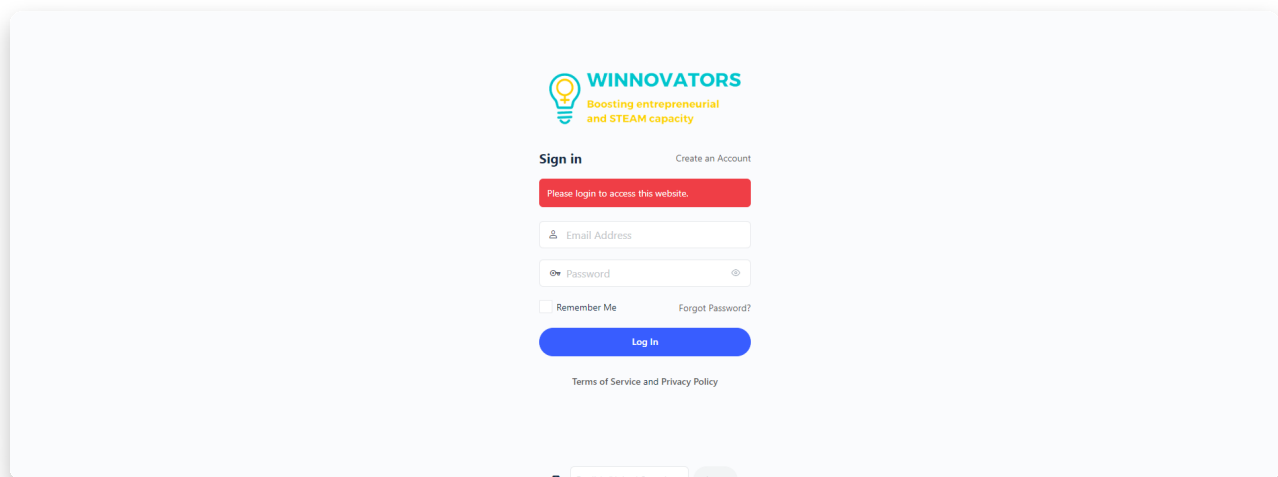 WINNOVATORS
Boosting entrepreneurial
and STEAM capacity
Sign in
Create an Account
Please login to access this website.
Email Address
Password
Remember Me
Forgot Password?
Log In
Terms of Service and Privacy Policy